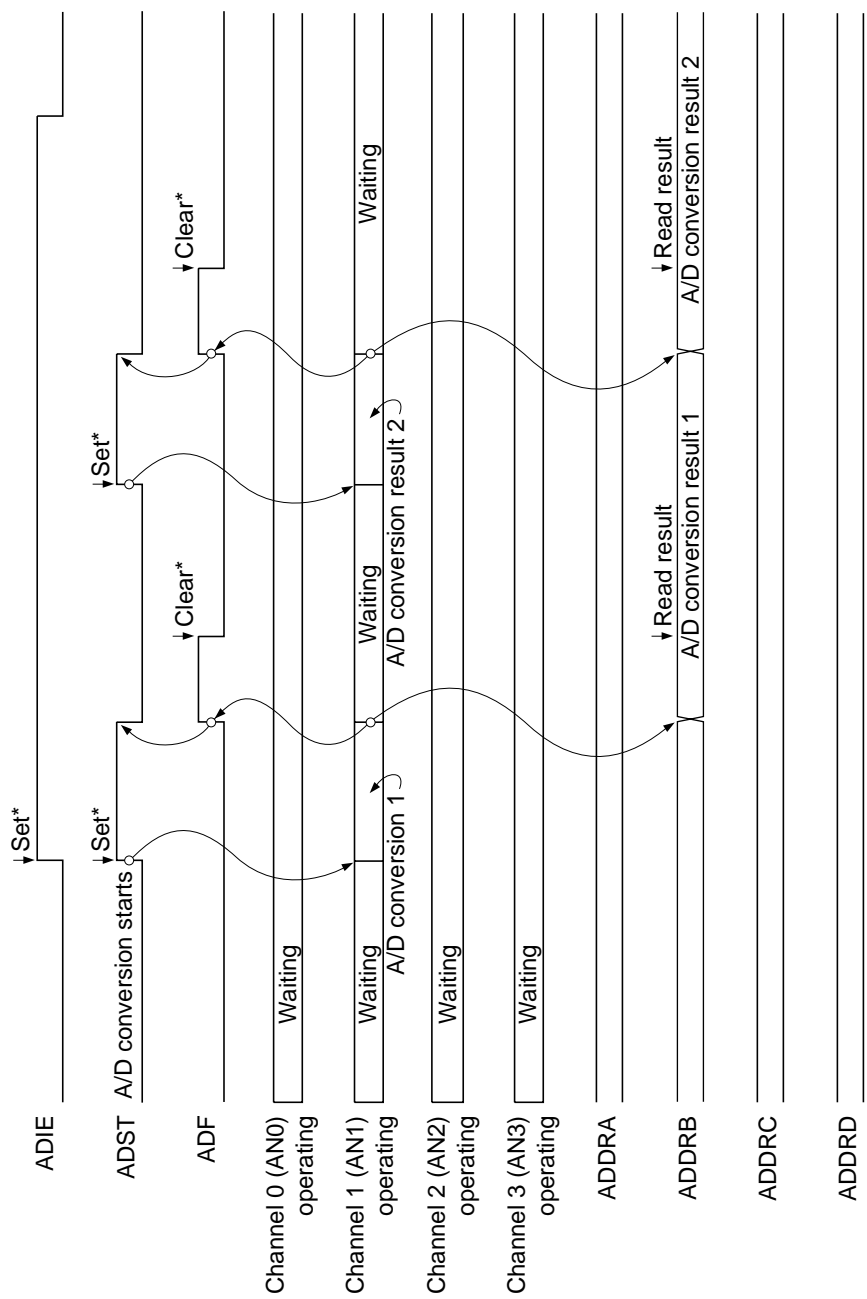 ADIE
Set*
ADST
A/D conversion starts
Set*
Set*
ADF
Clear*
Clear*
Channel 0 (AN0)
operating
Waiting
Channel 1 (AN1)
operating
Waiting
A/D conversion 1
Waiting
A/D conversion result 2
Waiting
Channel 2 (AN2)
operating
Waiting
Channel 3 (AN3)
operating
Waiting
ADDRA
ADDRB
Read result
A/D conversion result 1
Read result
A/D conversion result 2
ADDRC
ADDRD